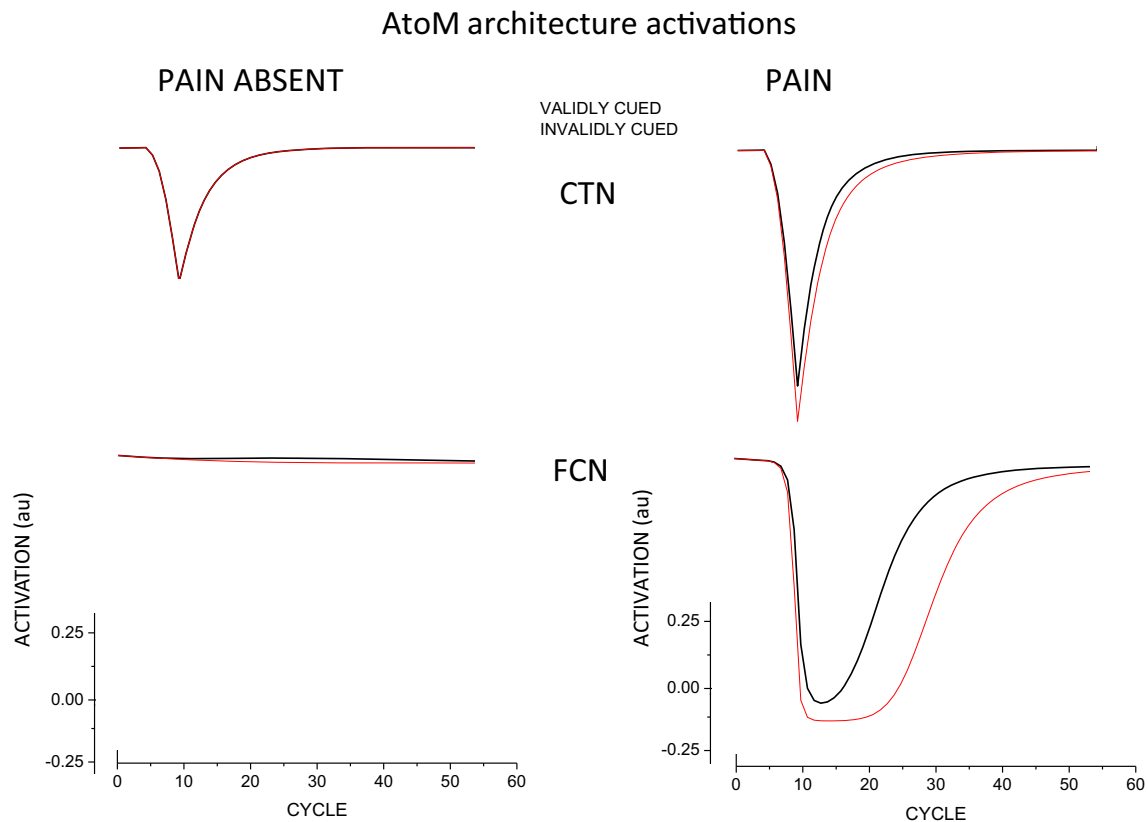 AtoM architecture activations
PAIN ABSENT
PAIN
VALIDLY CUED
INVALIDLY CUED
CTN
FCN
ACTIVATION (au)
0.25
0.00
-0.25
0 10 20 30 40 50 60
CYCLE
ACTIVATION (au)
0.25
0.00
-0.25
0 10 20 30 40 50 60
CYCLE